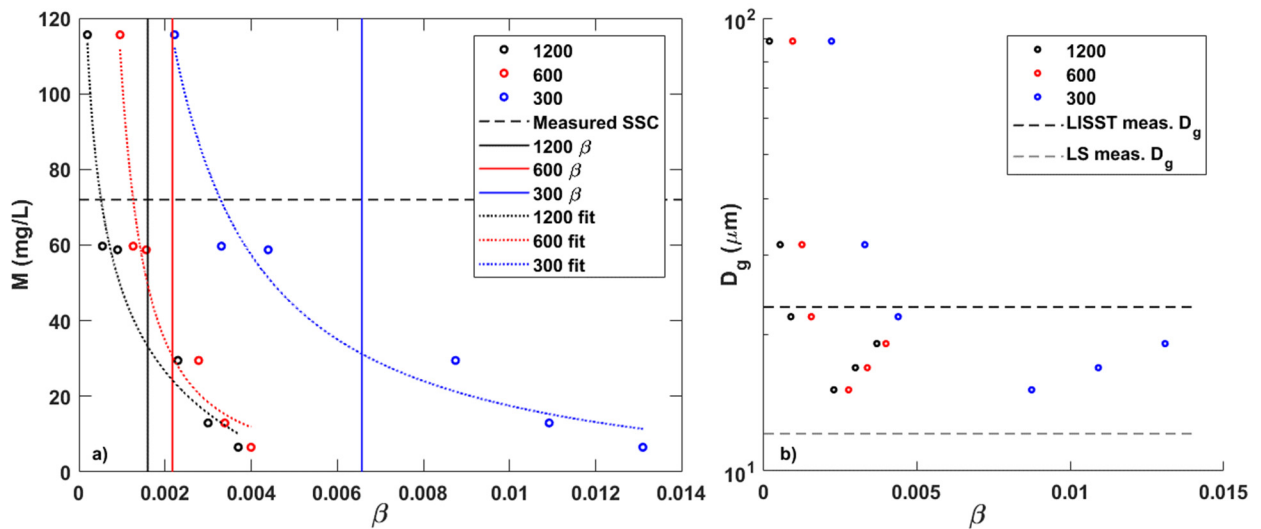 120
100
80
60
40
20
0
M (mg/L)
0
0.002
0.004
0.006
0.008
0.01
0.012
0.014
β
a)
1200
600
300
Measured SSC
1200 β
600 β
300 β
1200 fit
600 fit
300 fit
10²
10¹
D_g (μm)
0
0.005
0.01
0.015
β
b)
1200
600
300
LISST meas. D_g
LS meas. D_g